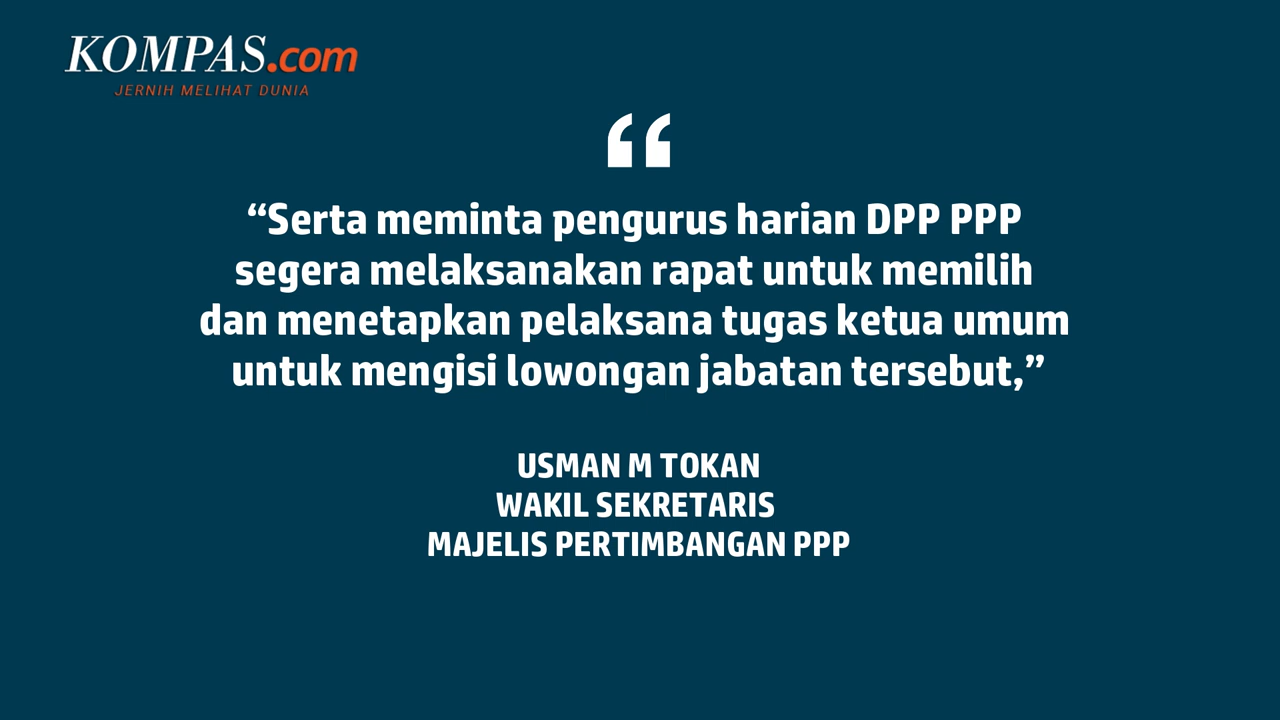 KOMPAS.com
JERNIH MELIHAT DUNIA
“
“Serta meminta pengurus harian DPP PPP
segera melaksanakan rapat untuk memilih
dan menetapkan pelaksana tugas ketua umum
untuk mengisi lowongan jabatan tersebut,”
USMAN M TOKAN
WAKIL SEKRETARIS
MAJELIS PERTIMBANGAN PPP